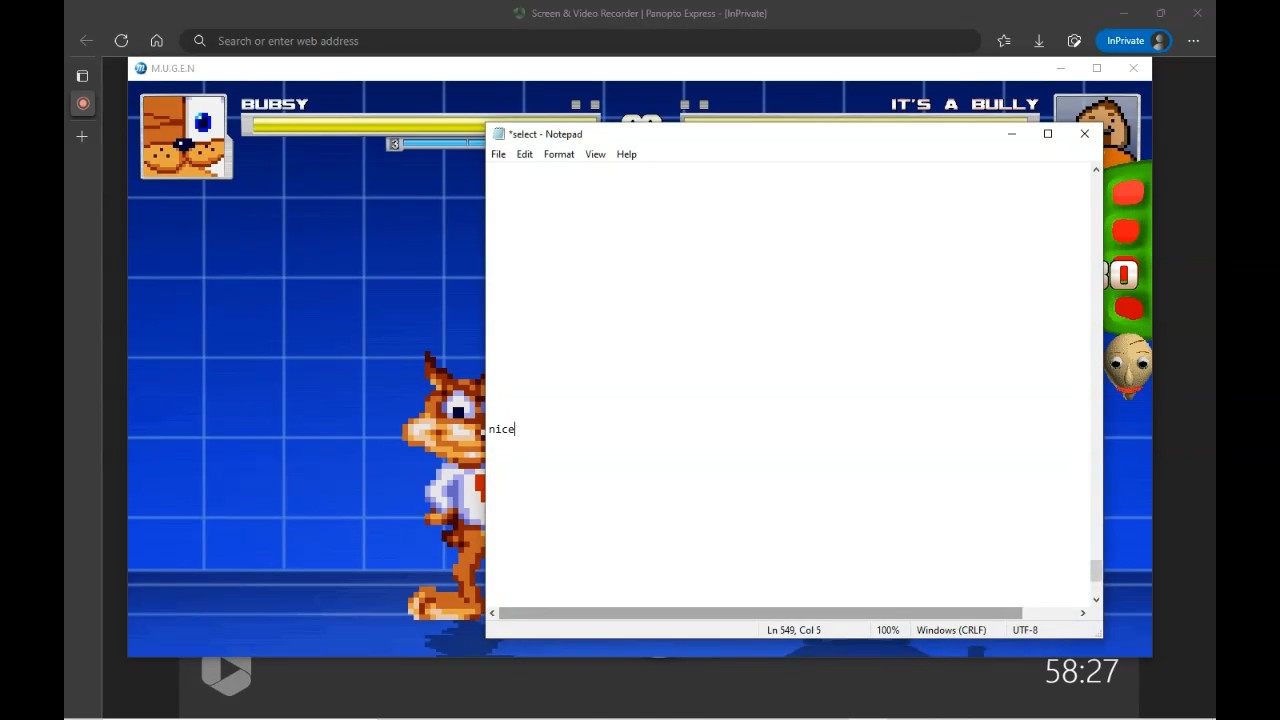 Screen & Video Recorder | Panopto Express - [InPrivate]
Search or enter web address
InPrivate
M.U.G.E.N
BUBSY
IT'S A BULLY
3
*select - Notepad
File Edit Format View Help
nice
Ln 549, Col 5 100% Windows (CRLF) UTF-8
58:27